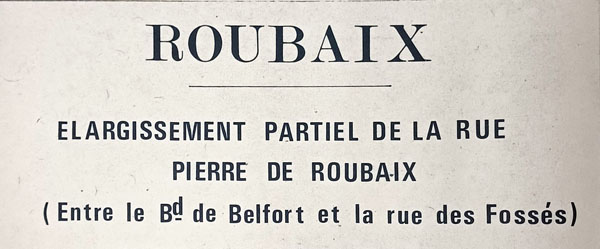 ROUBAIX
ELARGISSEMENT PARTIEL DE LA RUE
PIERRE DE ROUBAIX
(Entre le Bd de Belfort et la rue des Fossés)